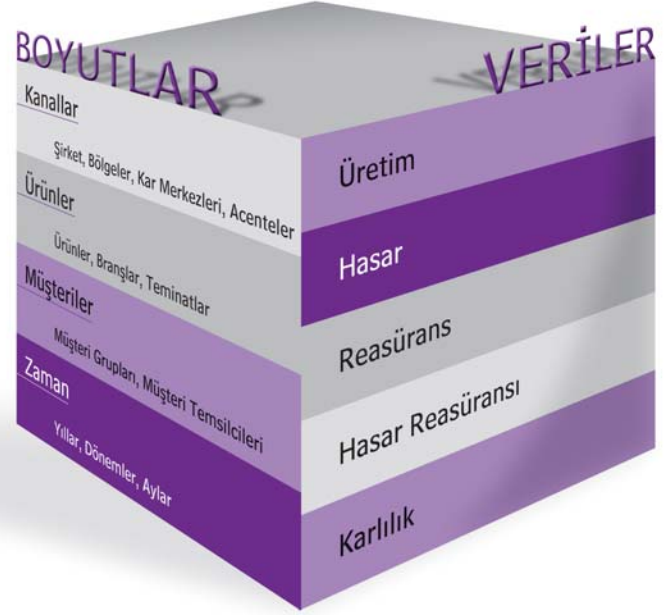 BOYUTLAR
Kanallar
Şirket, Bölgeler, Kar Merkezleri, Acenteler
Ürünler
Ürünler, Branşlar, Teminatlar
Müşteriler
Müşteri Grupları, Müşteri Temsilcileri
Zaman
Yıllar, Dönemler, Aylar
VERİLER
Üretim
Hasar
Reasürans
Hasar Reasüransı
Karlılık